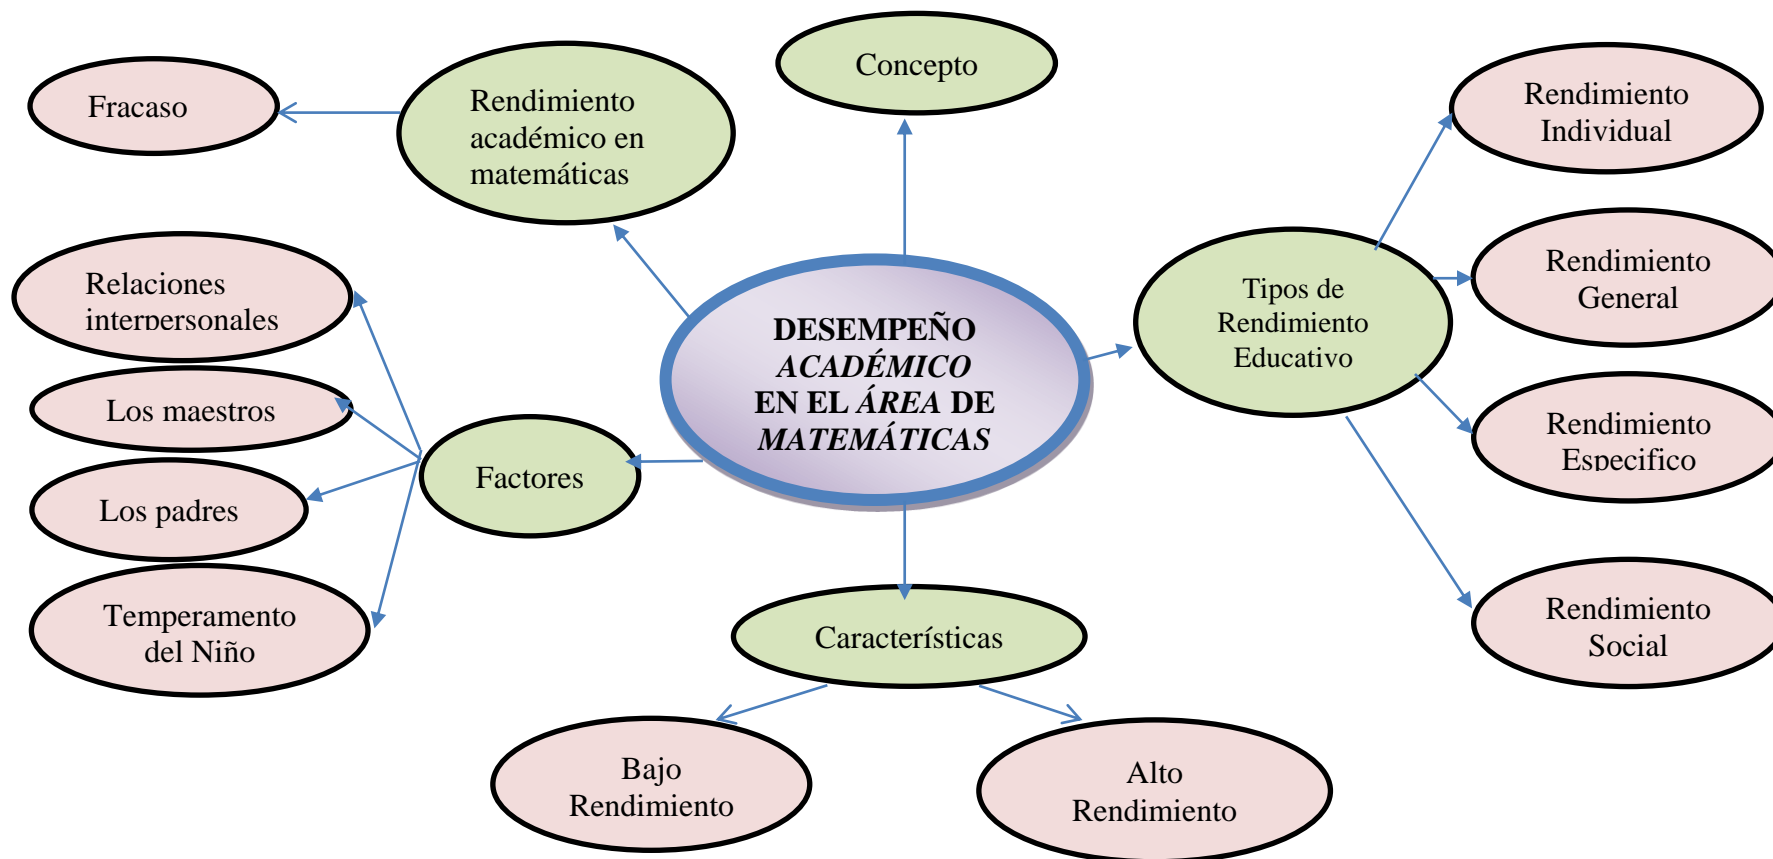 Concepto
Fracaso
Rendimiento
académico en
matemáticas
Rendimiento
Individual
Relaciones
interpersonales
Rendimiento
General
Tipos de
Rendimiento
Educativo
DESEMPEÑO
ACADÉMICO
EN EL ÁREA DE
MATEMÁTICAS
Los maestros
Rendimiento
Especifico
Factores
Los padres
Temperamento
del Niño
Características
Rendimiento
Social
Bajo
Rendimiento
Alto
Rendimiento